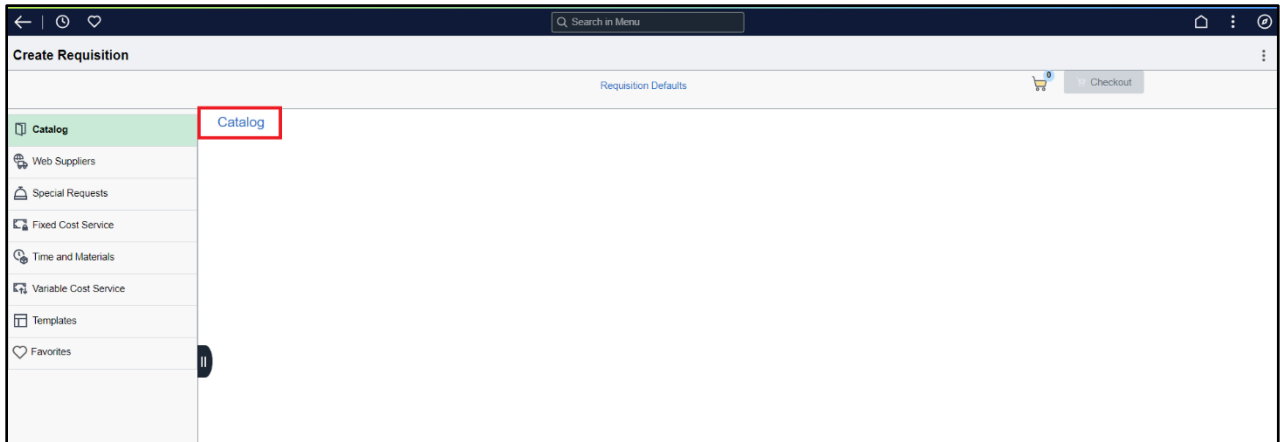 Search in Menu
Create Requisition
Requisition Defaults
0
Checkout
Catalog
Catalog
Web Suppliers
Special Requests
Fixed Cost Service
Time and Materials
Variable Cost Service
Templates
Favorites